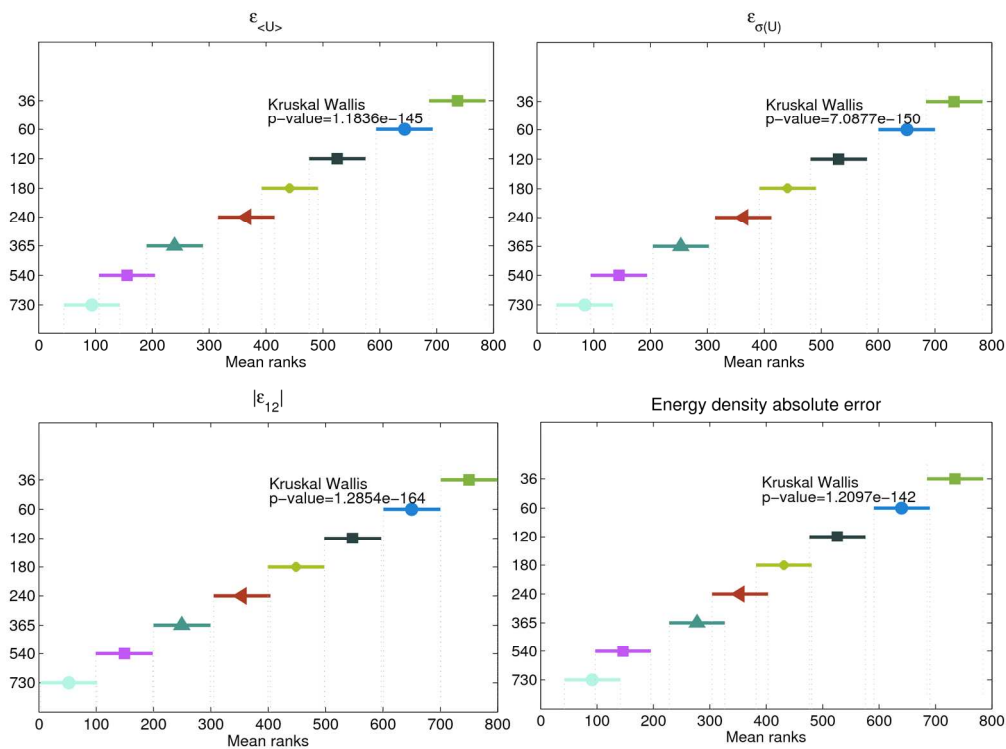 ε<U>
36
60
120
180
240
365
540
730
Kruskal Wallis
p-value=1.1836e-145
0 100 200 300 400 500 600 700 800
Mean ranks
εσ(U)
36
60
120
180
240
365
540
730
Kruskal Wallis
p-value=7.0877e-150
0 100 200 300 400 500 600 700 800
Mean ranks
|ε12|
36
60
120
180
240
365
540
730
Kruskal Wallis
p-value=1.2854e-164
0 100 200 300 400 500 600 700 800
Mean ranks
Energy density absolute error
36
60
120
180
240
365
540
730
Kruskal Wallis
p-value=1.2097e-142
0 100 200 300 400 500 600 700 800
Mean ranks